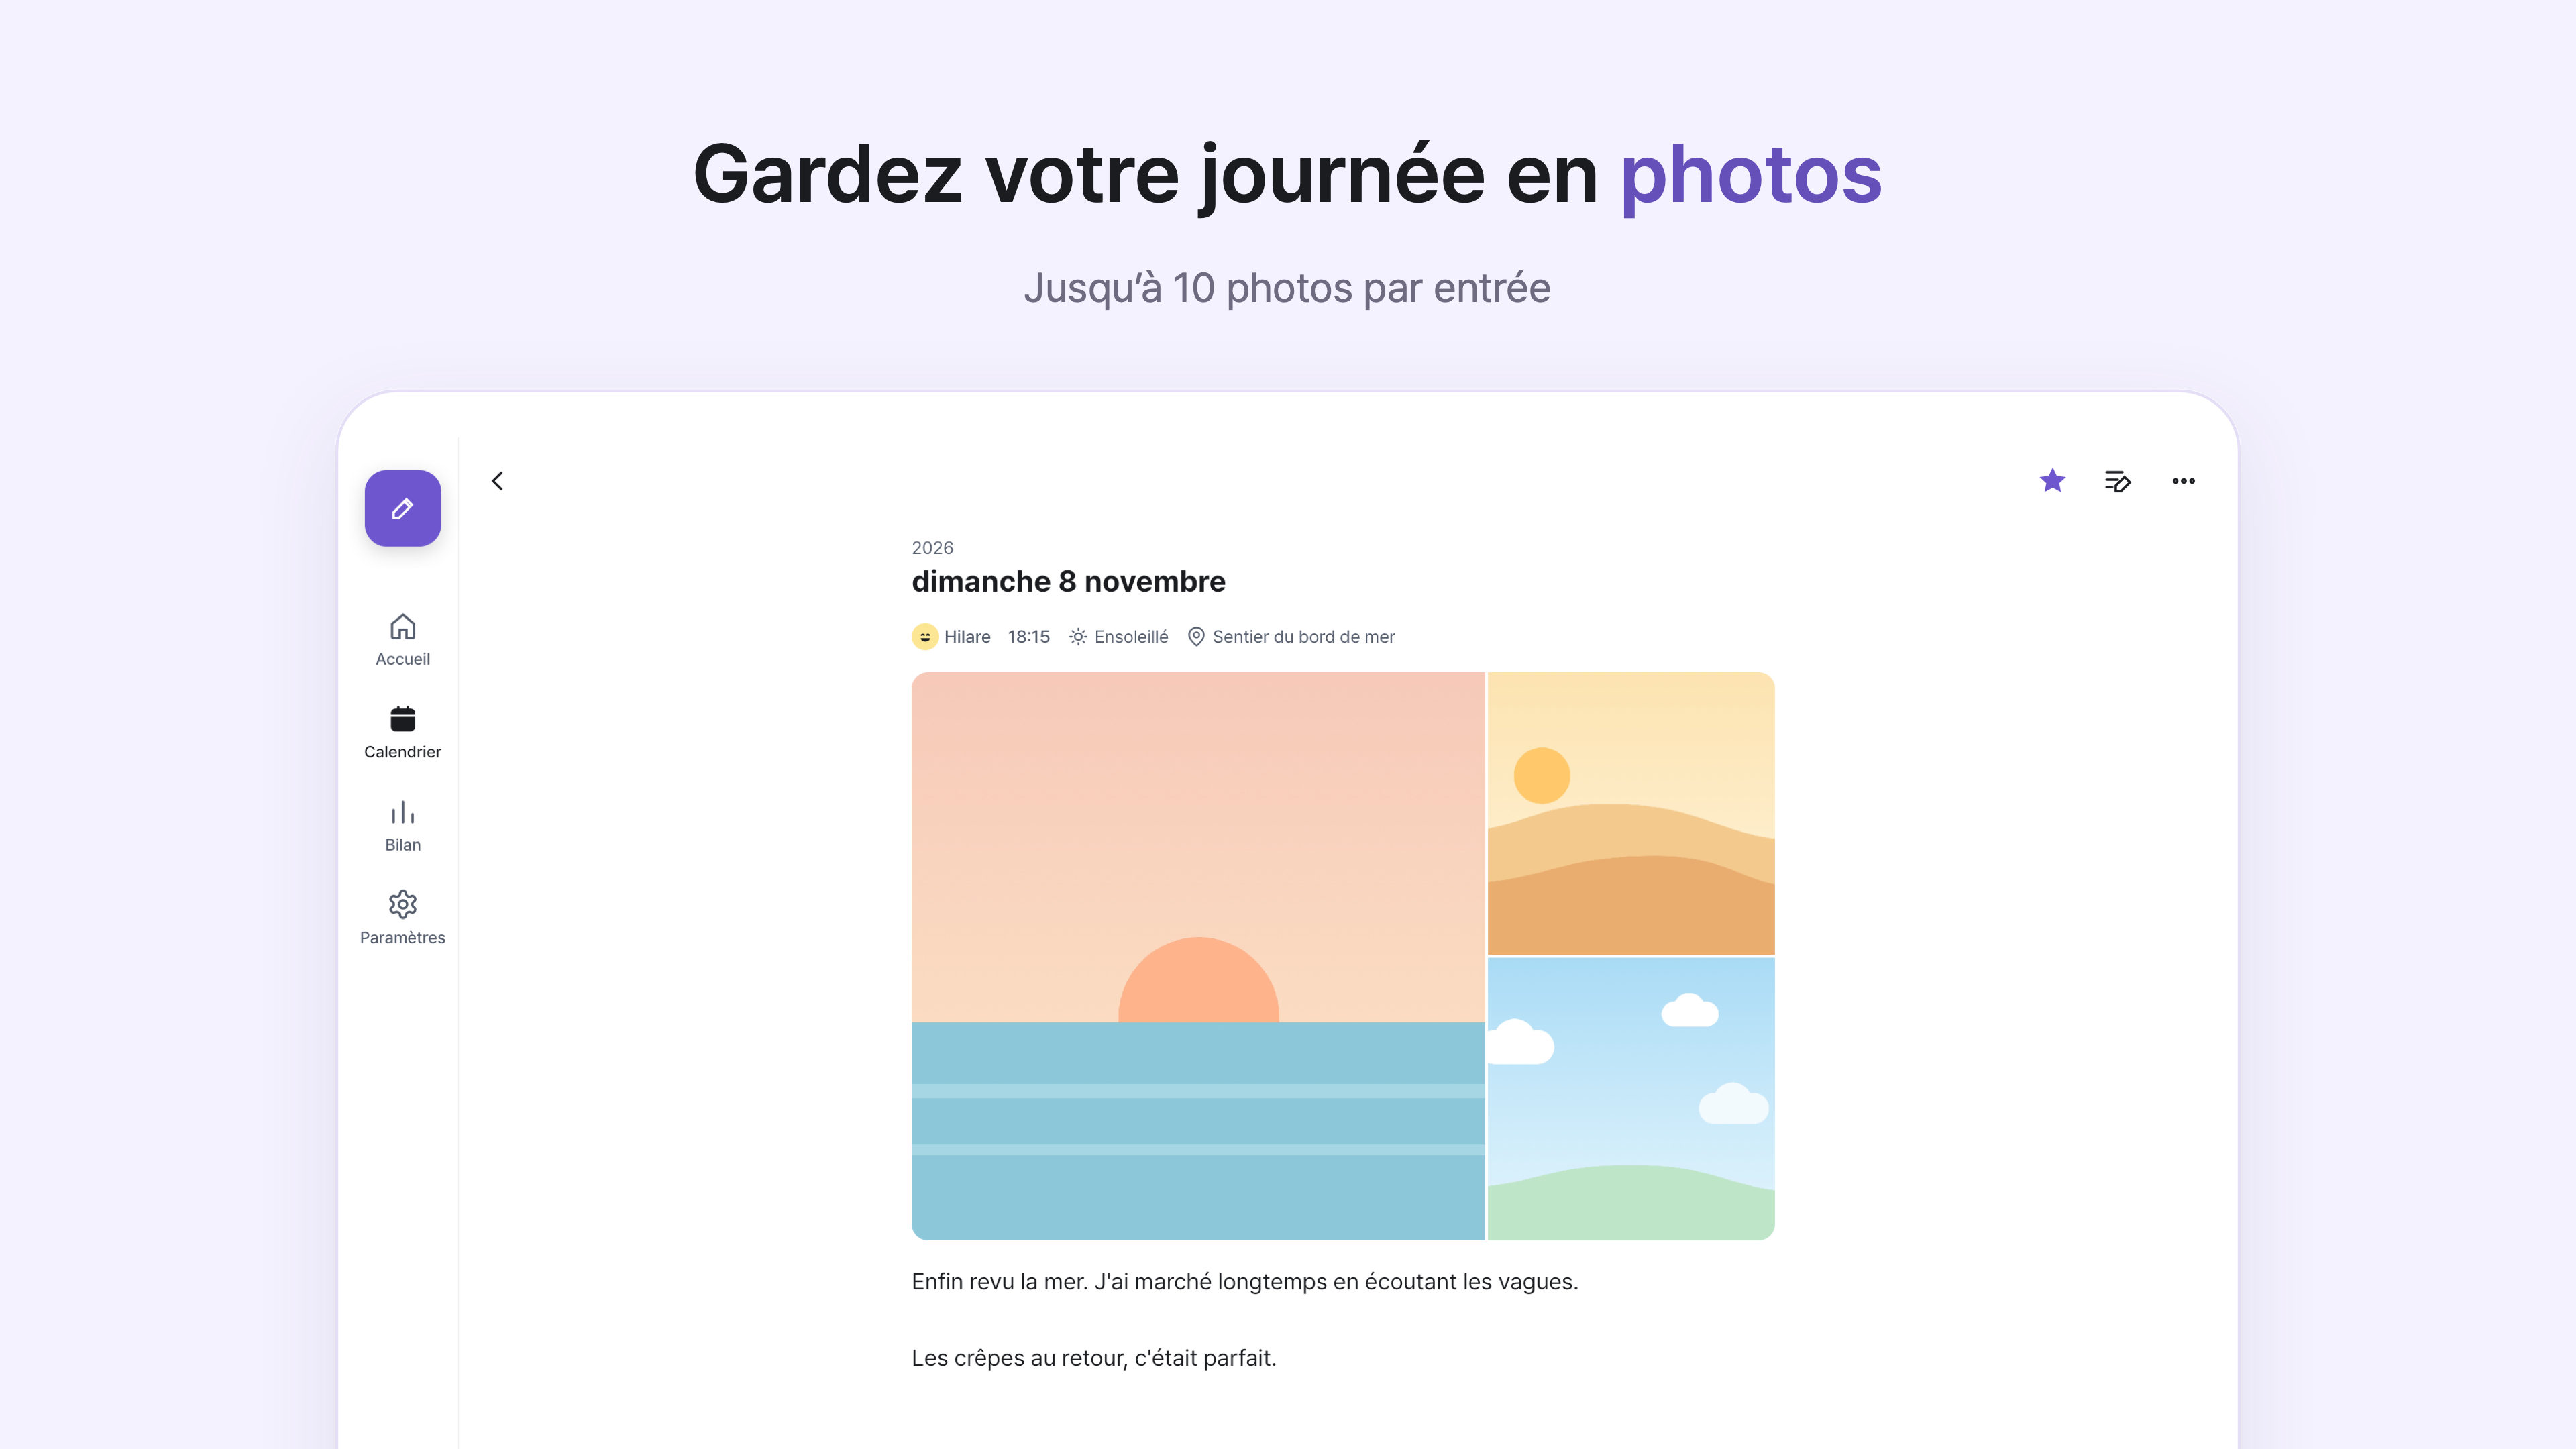 Gardez votre journée en photos
Jusqu’à 10 photos par entrée
Accueil
Calendrier
Bilan
Paramètres
2026
dimanche 8 novembre
Hilare 18:15 Ensoleillé Sentier du bord de mer
Enfin revu la mer. J'ai marché longtemps en écoutant les vagues.
Les crêpes au retour, c'était parfait.